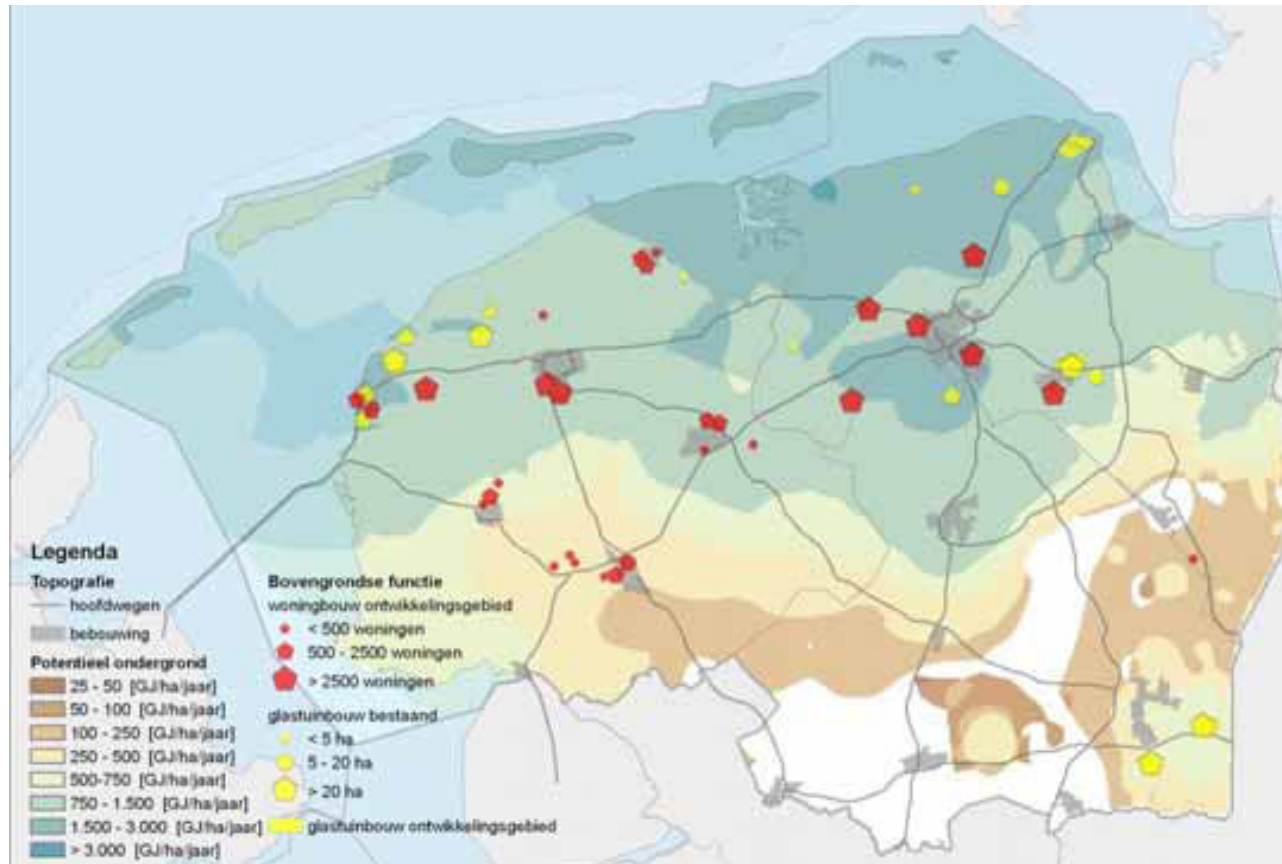 Legenda
Topografie
hoofdwegen
bebouwing
Potentieel ondergrond
25 - 50 [GJ/ha/jaar]
50 - 100 [GJ/ha/jaar]
100 - 250 [GJ/ha/jaar]
250 - 500 [GJ/ha/jaar]
500-750 [GJ/ha/jaar]
750 - 1.500 [GJ/ha/jaar]
1.500 - 3.000 [GJ/ha/jaar]
> 3.000 [GJ/ha/jaar]
Bovengrondse functie
woningbouw ontwikkelingsgebied
< 500 woningen
500 - 2500 woningen
> 2500 woningen
glastuinbouw bestaand
< 5 ha
5 - 20 ha
> 20 ha
glastuinbouw ontwikkelingsgebied